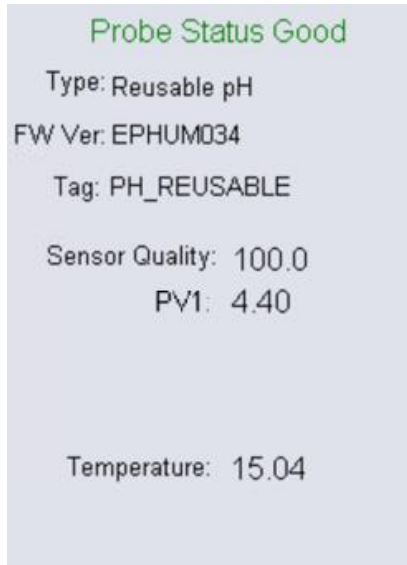 Probe Status Good
Type: Reusable pH
FW Ver: EPHUM034
Tag: PH_REUSABLE
Sensor Quality: 100.0
PV1: 4.40
Temperature: 15.04